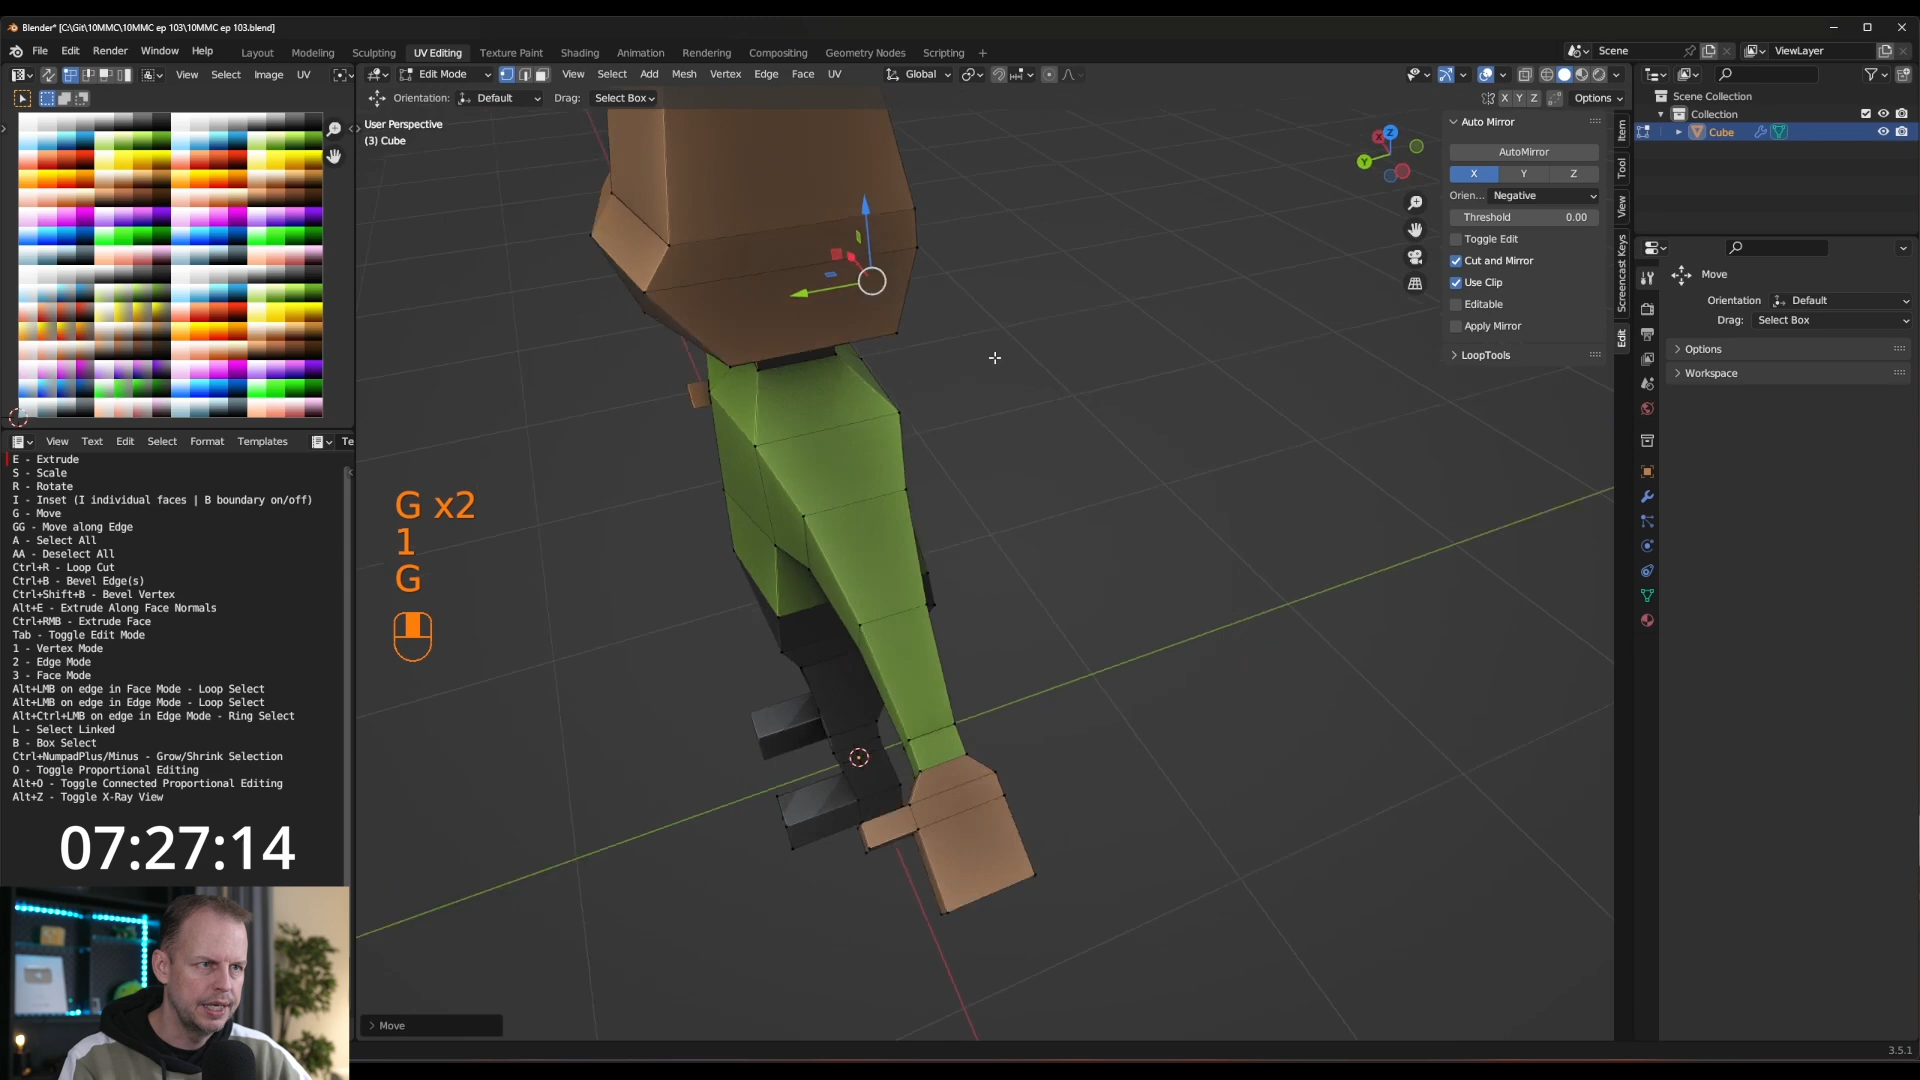 Blender* [C:\Git\10MMC\10MMC ep 103\10MMC ep 103.blend]
File Edit Render Window Help
Layout Modeling Sculpting UV Editing Texture Paint Shading Animation Rendering Compositing Geometry Nodes Scripting +
Scene ViewLayer
View Select Image UV
Edit Mode View Select Add Mesh Vertex Edge Face UV Global
Orientation: Default Drag: Select Box
X Y Z Options
User Perspective
(3) Cube
Auto Mirror
AutoMirror
X Y Z
Orien... Negative
Threshold 0.00
Toggle Edit
Cut and Mirror
Use Clip
Editable
Apply Mirror
LoopTools
Item
Tool
View
Screencast Keys
Edit
Scene Collection
Collection
Cube
Move
Orientation Default
Drag: Select Box
Options
Workspace
View Text Edit Select Format Templates Te
E - Extrude
S - Scale
R - Rotate
I - Inset (I individual faces | B boundary on/off)
G - Move
GG - Move along Edge
A - Select All
AA - Deselect All
Ctrl+R - Loop Cut
Ctrl+B - Bevel Edge(s)
Ctrl+Shift+B - Bevel Vertex
Alt+E - Extrude Along Face Normals
Ctrl+RMB - Extrude Face
Tab - Toggle Edit Mode
1 - Vertex Mode
2 - Edge Mode
3 - Face Mode
Alt+LMB on edge in Face Mode - Loop Select
Alt+LMB on edge in Edge Mode - Loop Select
Alt+Ctrl+LMB on edge in Edge Mode - Ring Select
L - Select Linked
B - Box Select
Ctrl+NumpadPlus/Minus - Grow/Shrink Selection
O - Toggle Proportional Editing
Alt+O - Toggle Connected Proportional Editing
Alt+Z - Toggle X-Ray View
07:27:14
G x2
1
G
Z
X
Y
Move
3.5.1